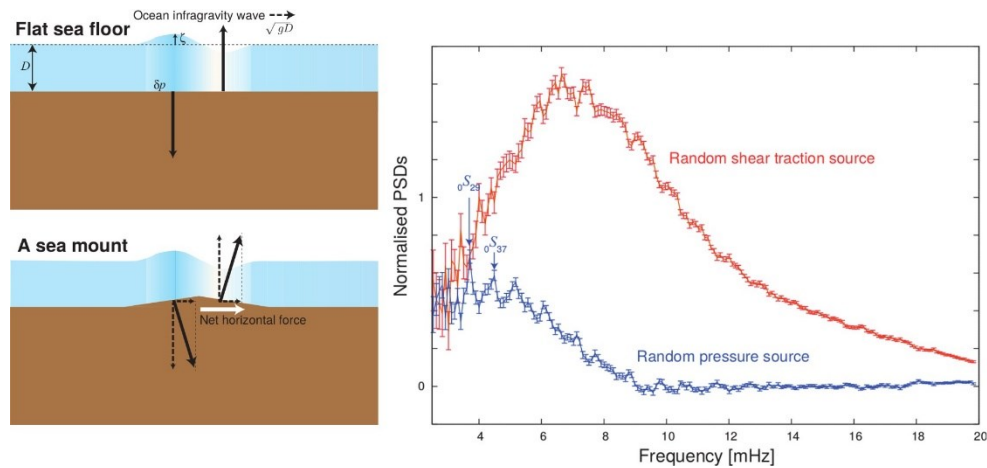 Ocean infragravity wave
√gD
Flat sea floor
ζ
D
δp
A sea mount
Net horizontal force
Normalised PSDs
1
0
₀S₂₉
₀S₃₇
Random shear traction source
Random pressure source
4 6 8 10 12 14 16 18 20
Frequency [mHz]